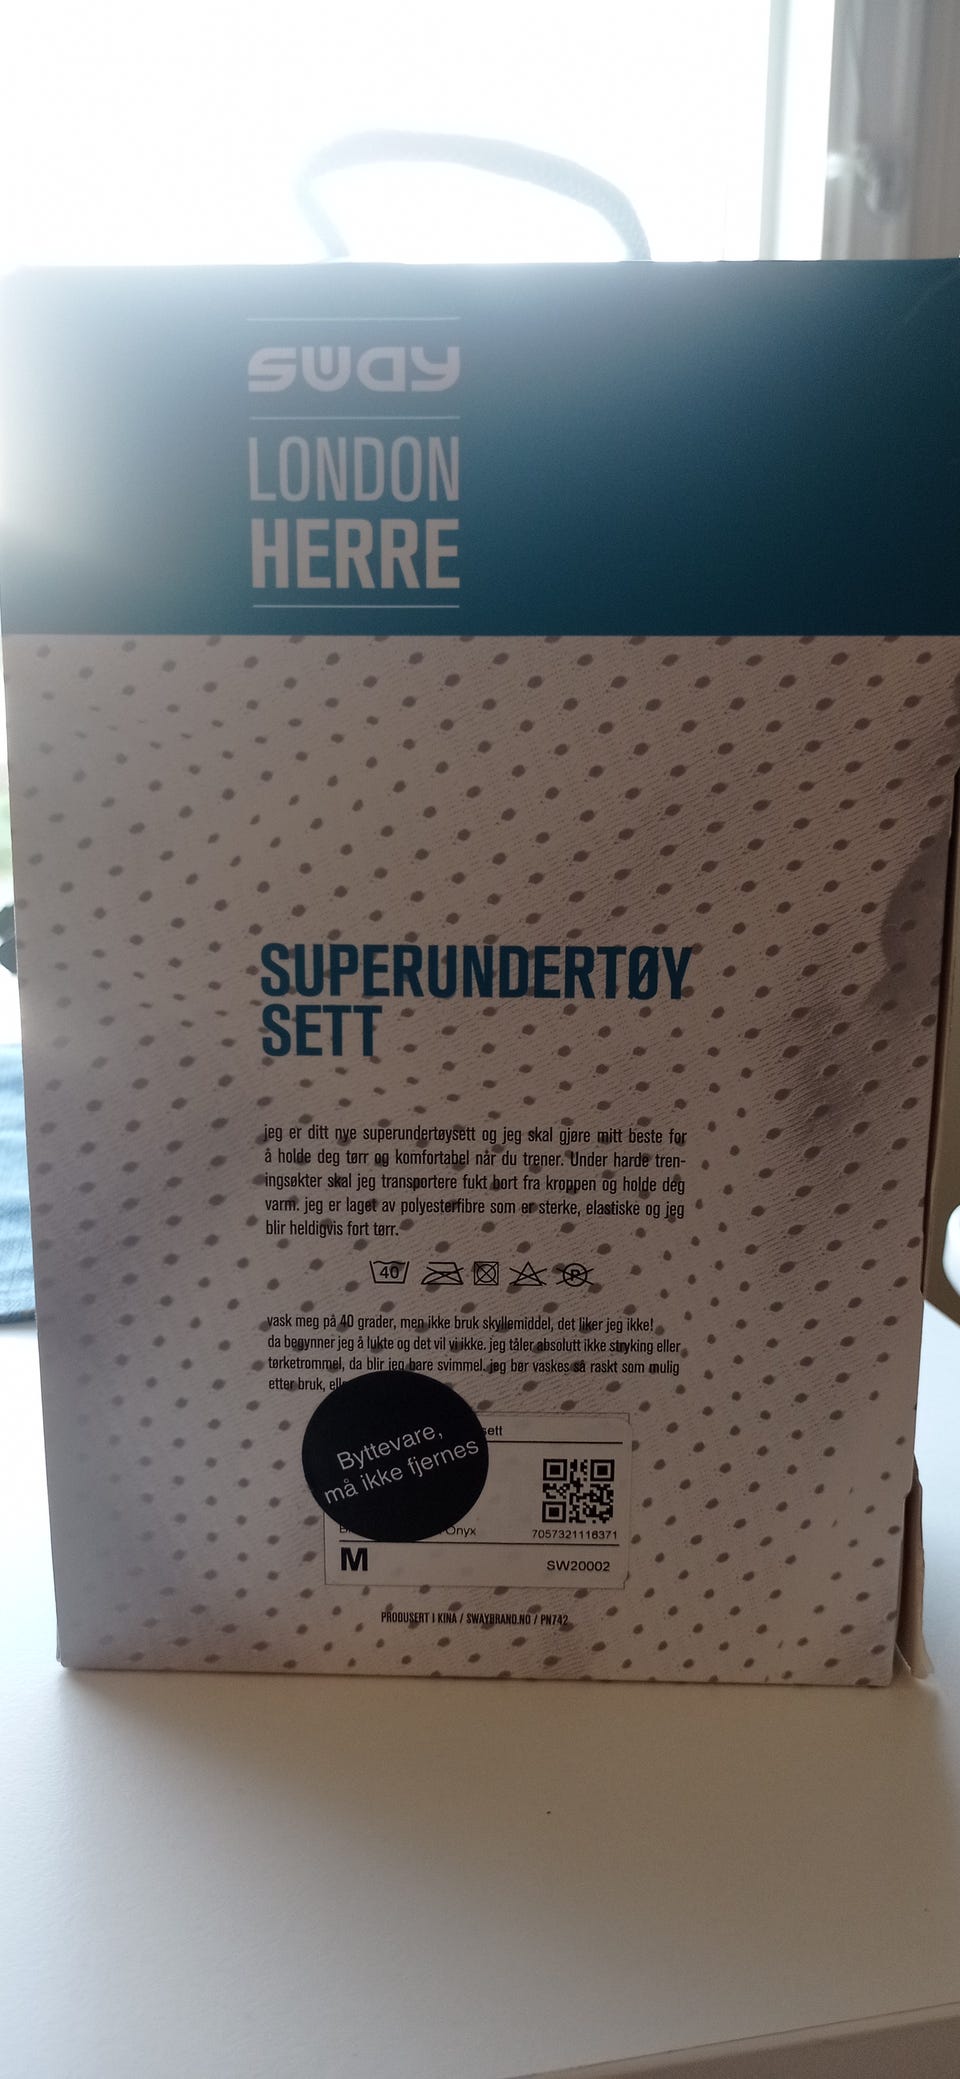 sway
LONDON
HERRE
SUPERUNDERTØY
SETT
jeg er ditt nye superundertøysett og jeg skal gjøre mitt beste for
å holde deg tørr og komfortabel når du trener. Under harde tren-
ingsøkter skal jeg transportere fukt bort fra kroppen og holde deg
varm. jeg er laget av polyesterfibre som er sterke, elastiske og jeg
blir heldigvis fort tørr.
40
P
vask meg på 40 grader, men ikke bruk skyllemiddel, det liker jeg ikke!
da begynner jeg å lukte og det vil vi ikke. jeg tåler absolutt ikke stryking eller
tørketrommel, da blir jeg bare svimmel. jeg bør vaskes så raskt som mulig
etter bruk,
Byttevare,
må ikke fjernes
sett
Onyx
7057321116371
M
SW20002
PRODUSERT I KINA / SWAYBRAND.NO / PN742